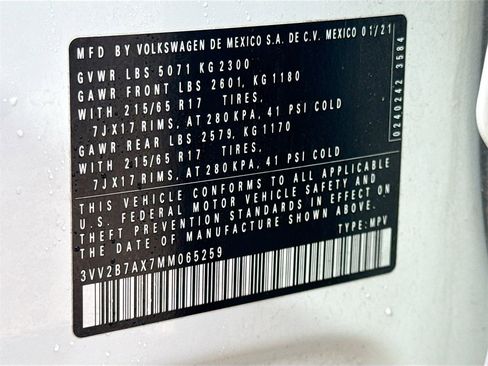 MFD BY VOLKSWAGEN DE MEXICO S.A. DE C.V. MEXICO 01/21
GVWR LBS 5071 KG 2300
GAWR FRONT LBS 2601, KG 1180
WITH 215/65 R17 TIRES,
7JX17 RIMS, AT 280 KPA, 41 PSI COLD
GAWR REAR LBS 2579, KG 1170
WITH 215/65 R17 TIRES,
7JX17 RIMS, AT 280 KPA, 41 PSI COLD
THIS VEHICLE CONFORMS TO ALL APPLICABLE
U.S. FEDERAL MOTOR VEHICLE SAFETY AND
THEFT PREVENTION STANDARDS IN EFFECT ON
THE DATE OF MANUFACTURE SHOWN ABOVE.
3VV2B7AX7MM065259
TYPE: MPV
0240242 3584